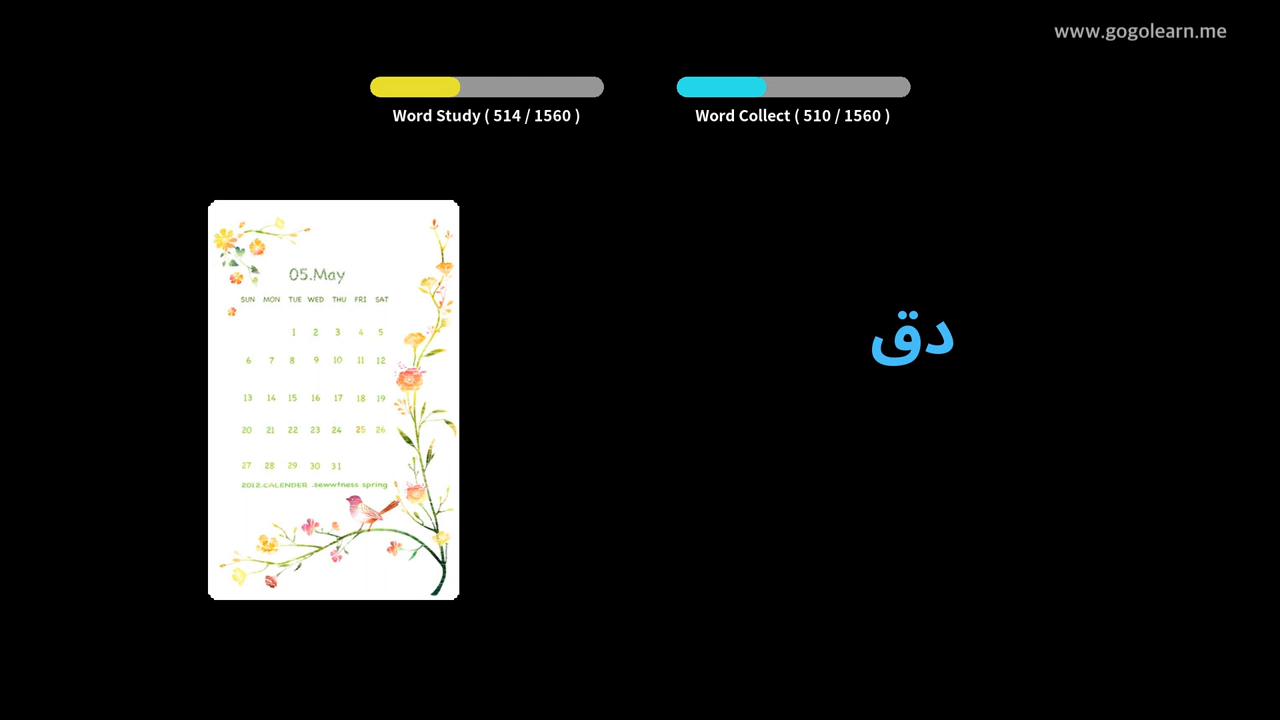 www.gogolearn.me
Word Study ( 514 / 1560 )
Word Collect ( 510 / 1560 )
05.May
SUN MON TUE WED THU FRI SAT
1 2 3 4 5
6 7 8 9 10 11 12
13 14 15 16 17 18 19
20 21 22 23 24 25 26
27 28 29 30 31
2012.CALENDER .sewwtness spring
دق